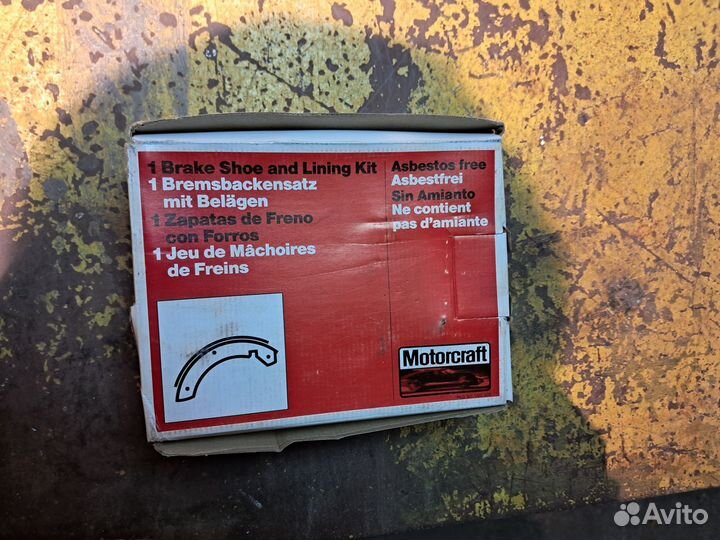 1 Brake Shoe and Lining Kit
1 Bremsbackensatz
mit Belägen
1 Zapatas de Freno
con Forros
1 Jeu de Mâchoires
de Freins
Asbestos free
Asbestfrei
Sin Amianto
Ne contient
pas d'amiante
Motorcraft
Avito